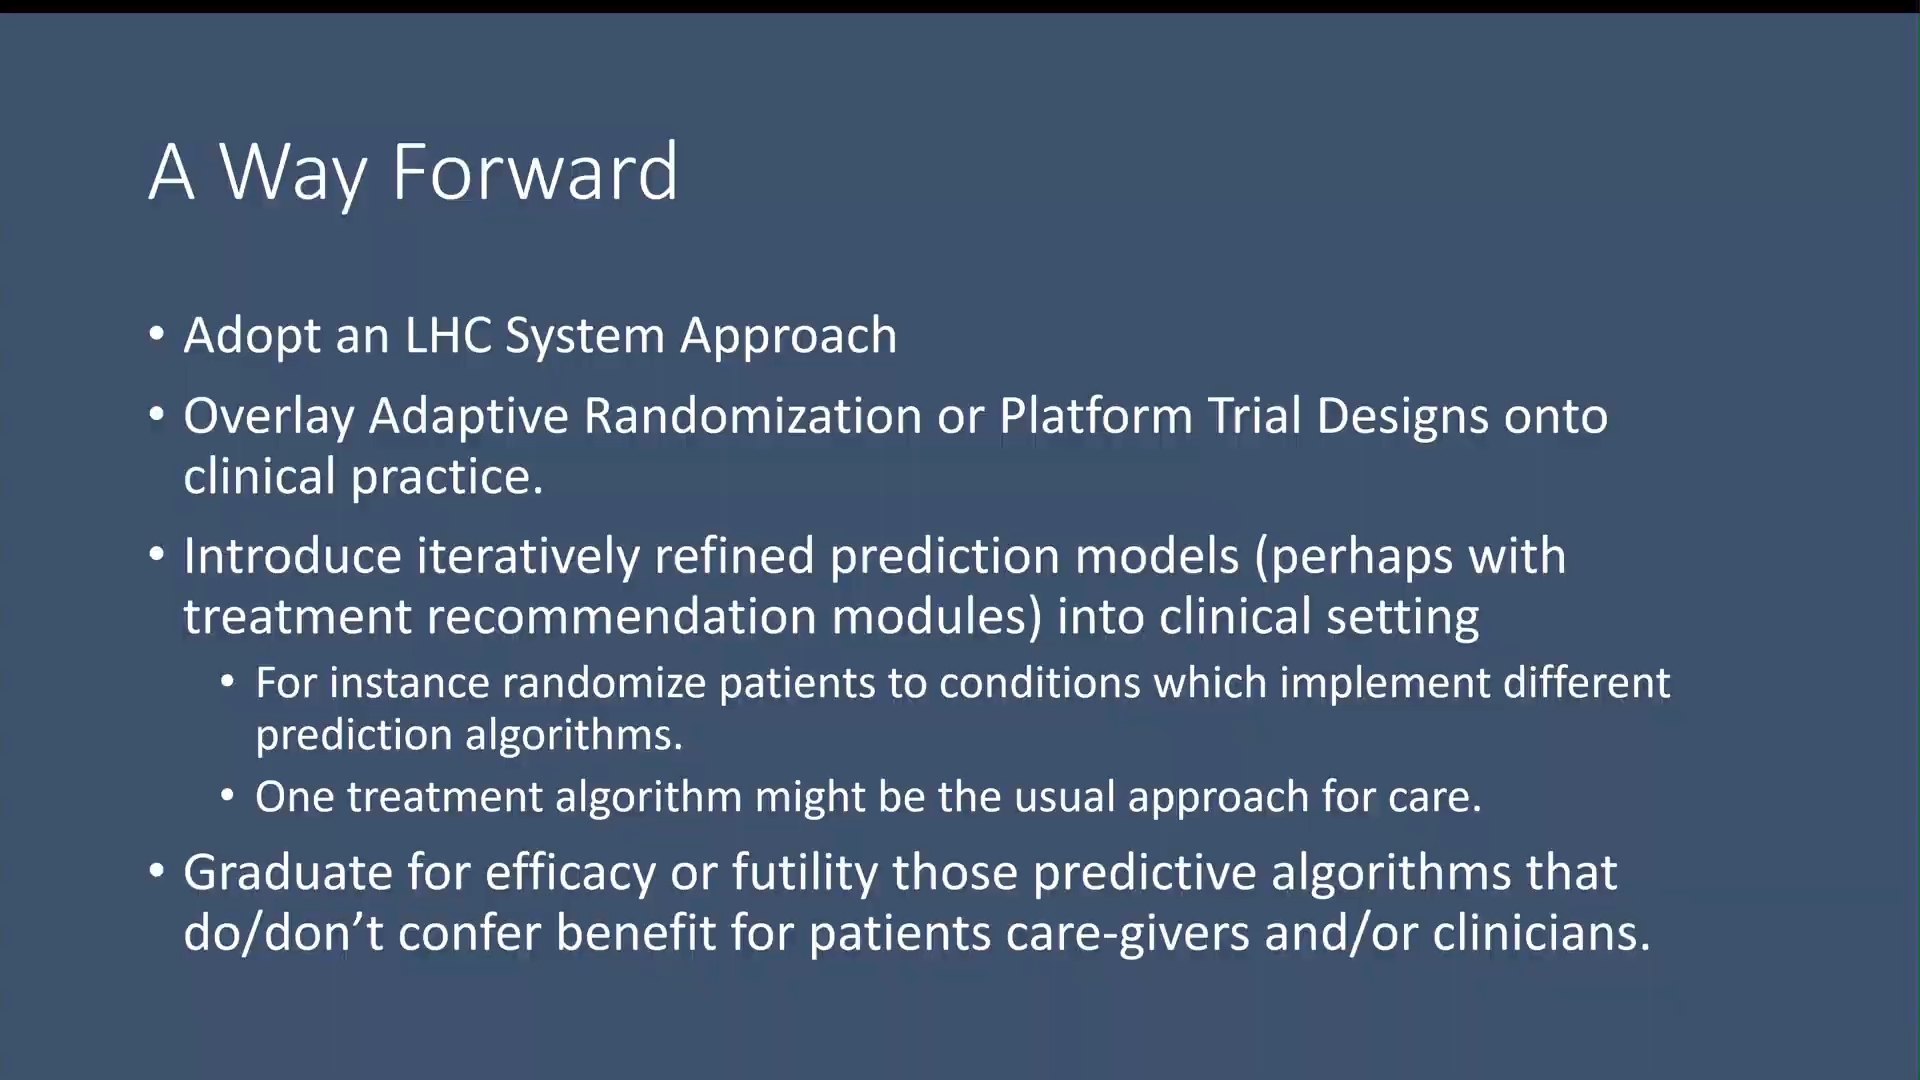 A Way Forward
• Adopt an LHC System Approach
• Overlay Adaptive Randomization or Platform Trial Designs onto
clinical practice.
• Introduce iteratively refined prediction models (perhaps with
treatment recommendation modules) into clinical setting
• For instance randomize patients to conditions which implement different
prediction algorithms.
• One treatment algorithm might be the usual approach for care.
• Graduate for efficacy or futility those predictive algorithms that
do/don’t confer benefit for patients care-givers and/or clinicians.